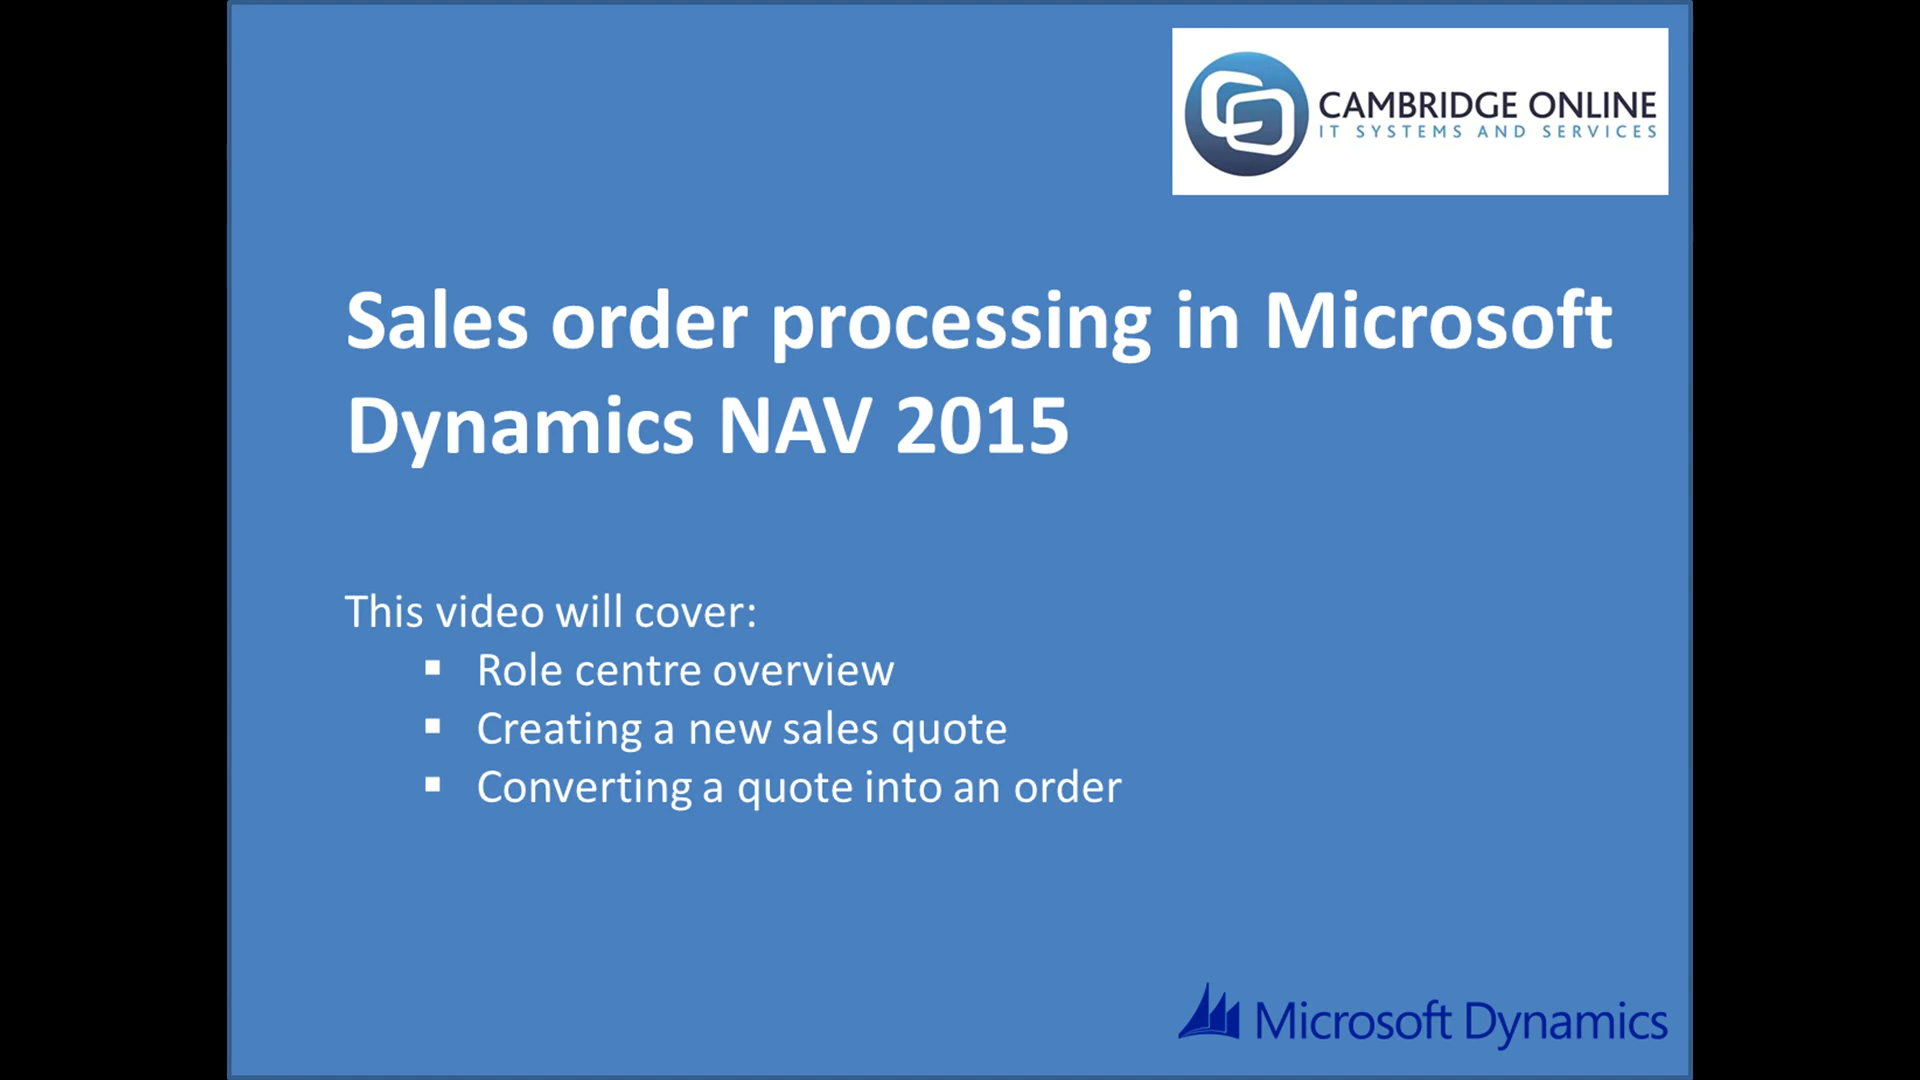 CAMBRIDGE ONLINE
IT SYSTEMS AND SERVICES
Sales order processing in Microsoft
Dynamics NAV 2015
This video will cover:
▪ Role centre overview
▪ Creating a new sales quote
▪ Converting a quote into an order
Microsoft Dynamics